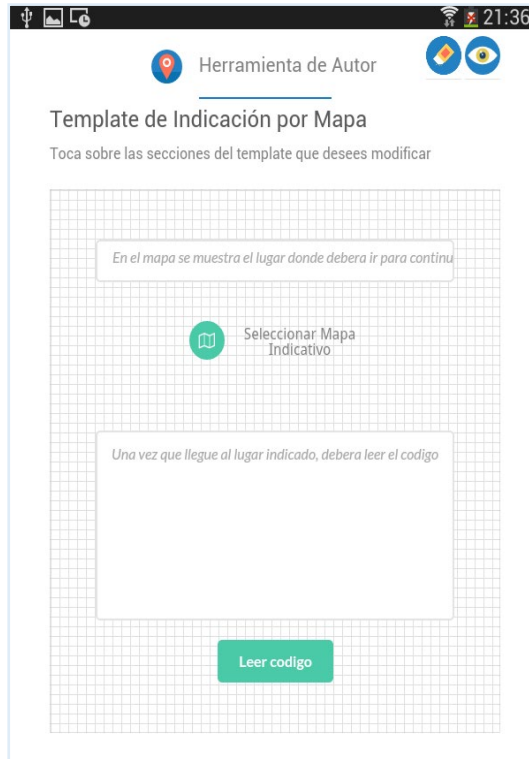 21:36
Herramienta de Autor
Template de Indicación por Mapa
Toca sobre las secciones del template que desees modificar
En el mapa se muestra el lugar donde debera ir para continu
Seleccionar Mapa
Indicativo
Una vez que llegue al lugar indicado, debera leer el codigo
Leer codigo